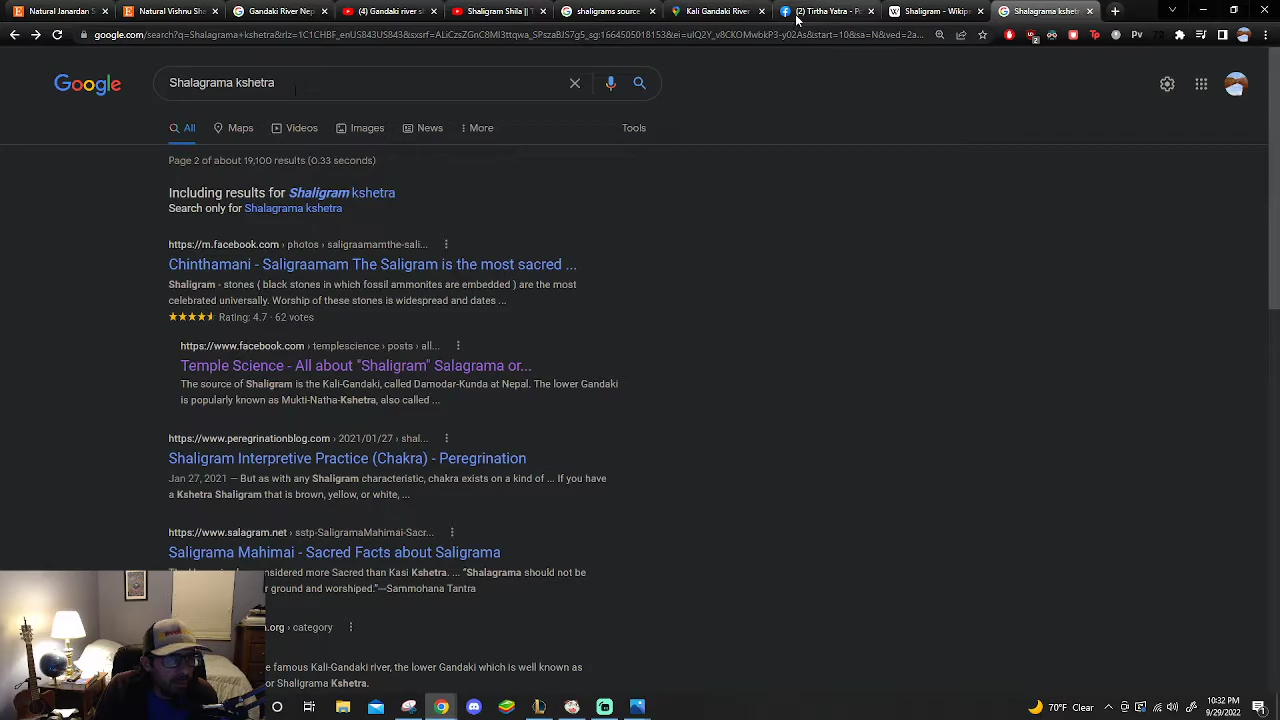 Natural Janardan S
Natural Vishnu Sha
Gandaki River Nep
(4) Gandaki river sh
Shaligram Shila || T
shaligrams source
Kali Gandaki River
(2) Tirtha Yatra - Po
Shaligram - Wikip
Shalagrama kshetr
google.com/search?q=Shalagrama+kshetra&rlz=1C1CHBF_enUS843US843&sxsrf=
Google
Shalagrama kshetra
All
Maps
Videos
Images
News
More
Tools
Page 2 of about 19,100 results (0.33 seconds)
Including results for Shaligram kshetra
Search only for Shalagrama kshetra
https://m.facebook.com › photos › saligraamamthe-sali...
Chinthamani - Saligraamam The Saligram is the most sacred ...
Shaligram - stones ( black stones in which fossil ammonites are embedded ) are the most
celebrated universally. Worship of these stones is widespread and dates ...
Rating: 4.7 · 62 votes
https://www.facebook.com › templescience › posts › all...
Temple Science - All about "Shaligram" Salagrama or...
The source of Shaligram is the Kali-Gandaki, called Damodar-Kunda at Nepal. The lower Gandaki
is popularly known as Mukti-Natha-Kshetra, also called ...
https://www.peregrinationblog.com › 2021/01/27 › shal...
Shaligram Interpretive Practice (Chakra) - Peregrination
Jan 27, 2021 — But as with any Shaligram characteristic, chakra exists on a kind of ... If you have
a Kshetra Shaligram that is brown, yellow, or white, ...
https://www.salagram.net › sstp-SaligramaMahimai-Sacr...
Saligrama Mahimai - Sacred Facts about Saligrama
considered more Sacred than Kasi Kshetra. ... “Shalagrama should not be
ground and worshiped.”—Sammohana Tantra
.org › category
e famous Kali-Gandaki river, the lower Gandaki which is well known as
or Shaligrama Kshetra.
70°F Clear
10:32 PM
9/29/2022